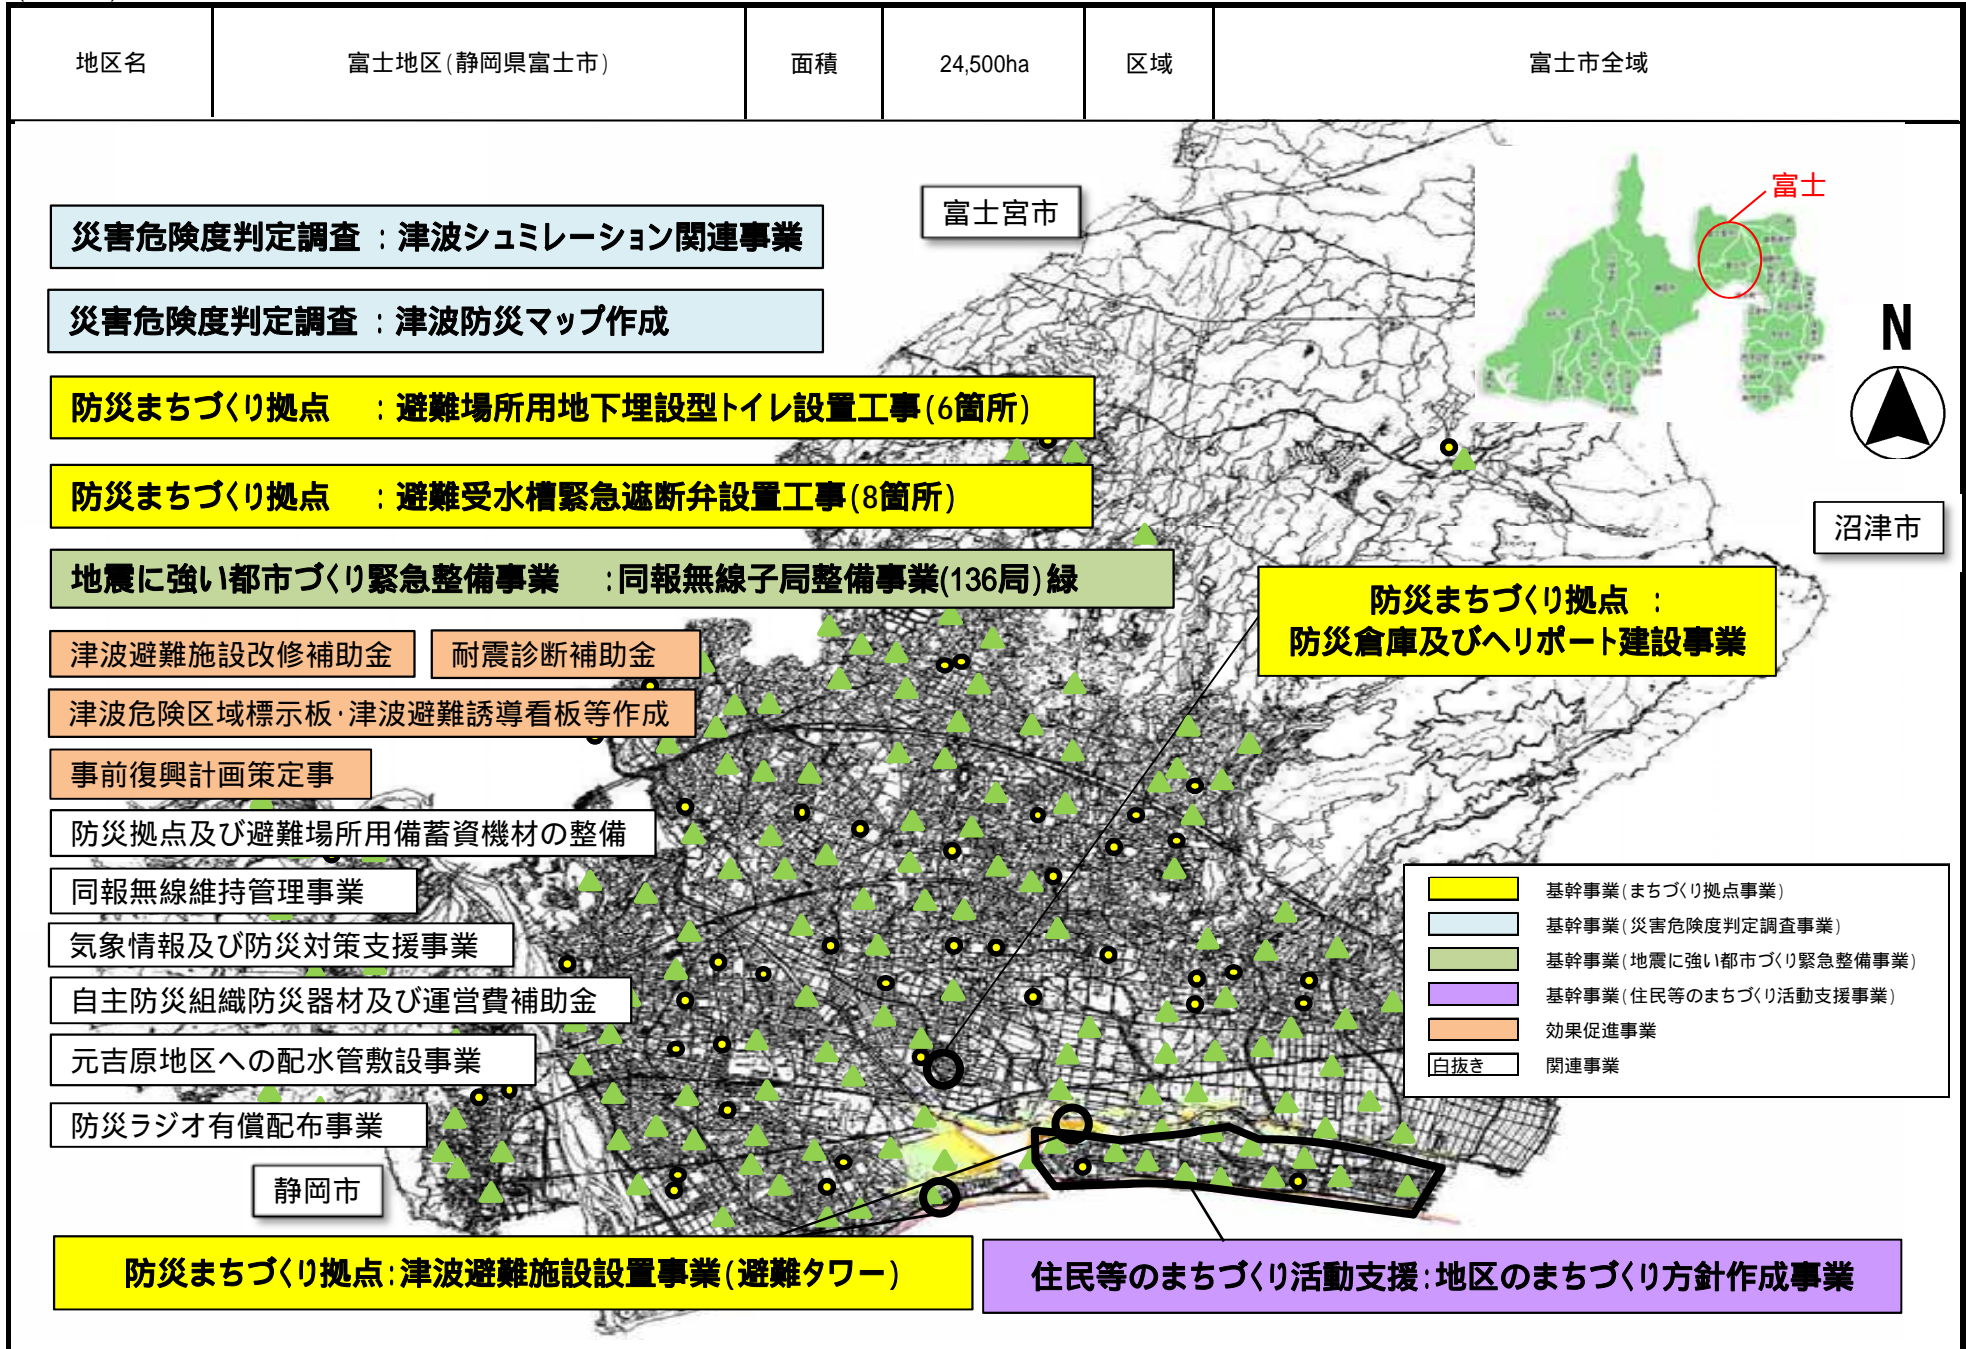 地区名 富士地区(静岡県富士市) 面積 24,500ha 区域 富士市全域
富士宮市
富士
N
沼津市
災害危険度判定調査 ：津波シュミレーション関連事業
災害危険度判定調査 ：津波防災マップ作成
防災まちづくり拠点 ：避難場所用地下埋設型トイレ設置工事(6箇所)
防災まちづくり拠点 ：避難受水槽緊急遮断弁設置工事(8箇所)
地震に強い都市づくり緊急整備事業 ：同報無線子局整備事業(136局)緑
防災まちづくり拠点 ：
防災倉庫及びヘリポート建設事業
津波避難施設改修補助金
耐震診断補助金
津波危険区域標示板・津波避難誘導看板等作成
事前復興計画策定事
防災拠点及び避難場所用備蓄資機材の整備
同報無線維持管理事業
気象情報及び防災対策支援事業
自主防災組織防災器材及び運営費補助金
元吉原地区への配水管敷設事業
防災ラジオ有償配布事業
静岡市
基幹事業(まちづくり拠点事業)
基幹事業(災害危険度判定調査事業)
基幹事業(地震に強い都市づくり緊急整備事業)
基幹事業(住民等のまちづくり活動支援事業)
効果促進事業
白抜き 関連事業
防災まちづくり拠点：津波避難施設設置事業(避難タワー)
住民等のまちづくり活動支援：地区のまちづくり方針作成事業